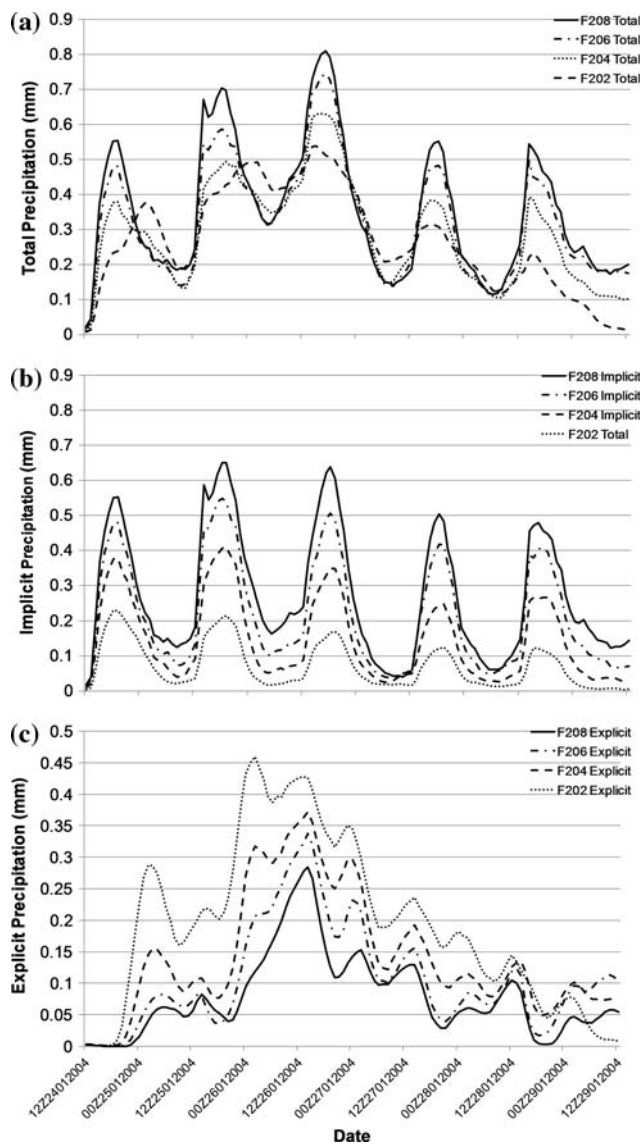 (a)
Total Precipitation (mm)
0.9
0.8
0.7
0.6
0.5
0.4
0.3
0.2
0.1
0
F208 Total
F206 Total
F204 Total
F202 Total
(b)
Implicit Precipitation (mm)
0.9
0.8
0.7
0.6
0.5
0.4
0.3
0.2
0.1
0
F208 Implicit
F206 Implicit
F204 Implicit
F202 Total
(c)
Explicit Precipitation (mm)
0.5
0.45
0.4
0.35
0.3
0.25
0.2
0.15
0.1
0.05
0
F208 Explicit
F206 Explicit
F204 Explicit
F202 Explicit
12Z24012004
00Z25012004
12Z25012004
00Z26012004
12Z26012004
00Z27012004
12Z27012004
00Z28012004
12Z28012004
00Z29012004
12Z29012004
Date